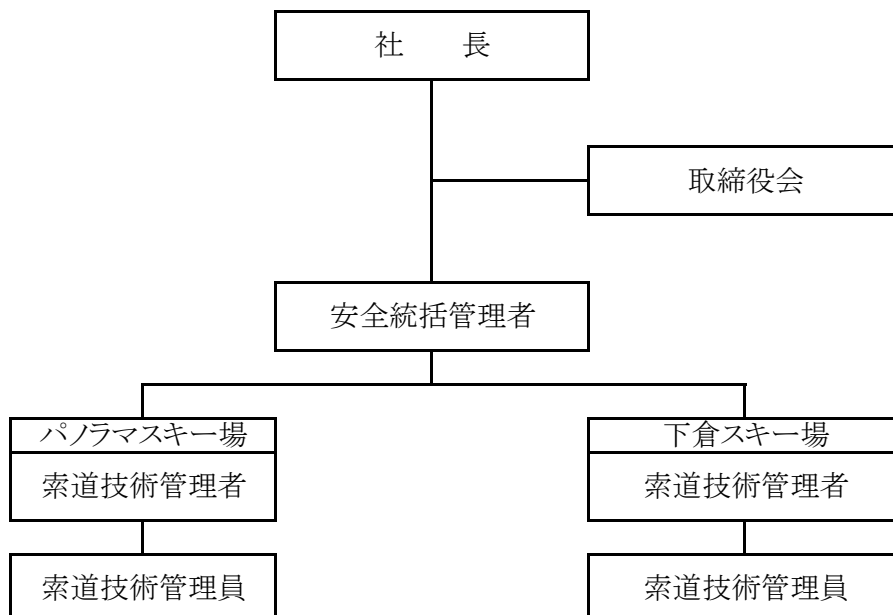 社　　長
取締役会
安全統括管理者
パノラマスキー場
下倉スキー場
索道技術管理者
索道技術管理者
索道技術管理員
索道技術管理員